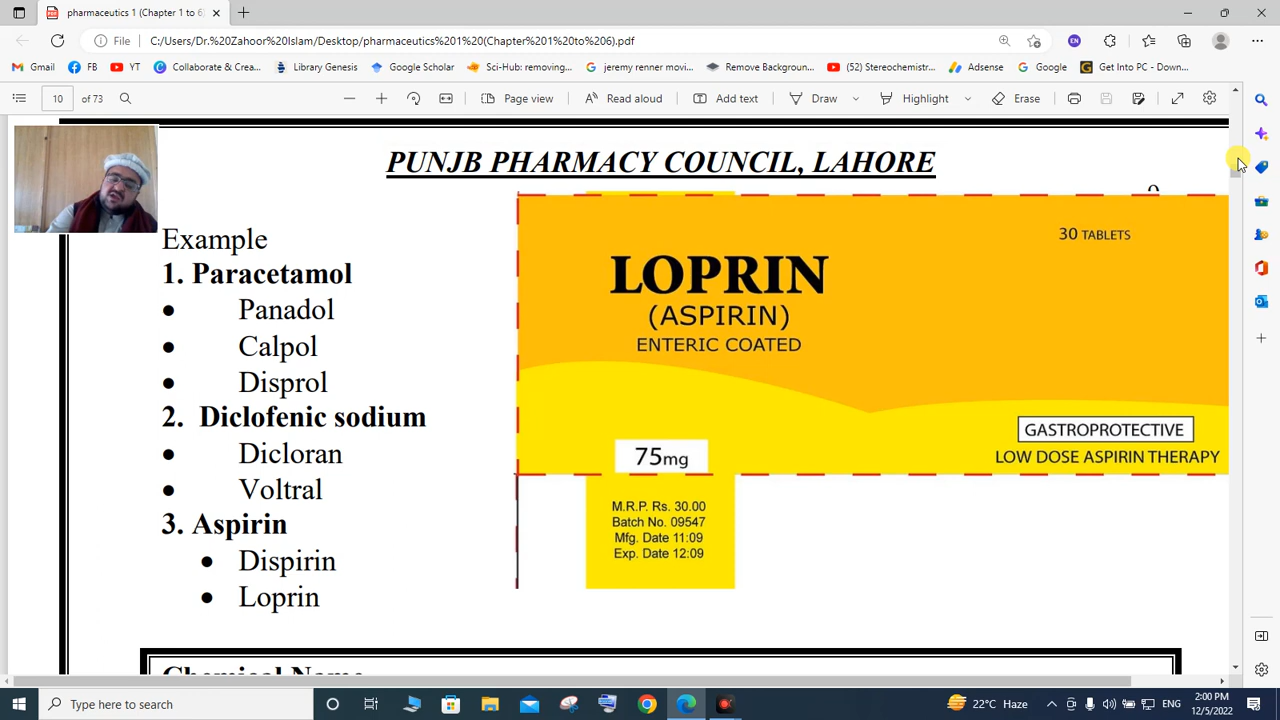 pharmaceutics 1 (Chapter 1 to 6)
File C:/Users/Dr.%20Zahoor%20Islam/Desktop/pharmaceutics%201%20(Chapter%201%20to%206).pdf
Gmail FB YT Collaborate & Crea... Library Genesis Google Scholar Sci-Hub: removing... jeremy renner movi... Remove Backgroun... (52) Stereochemistr... Adsense Google Get Into PC - Down...
10 of 73 Page view Read aloud Add text Draw Highlight Erase
PUNJB PHARMACY COUNCIL, LAHORE
Example
1. Paracetamol
• Panadol
• Calpol
• Disprol
2. Diclofenic sodium
• Dicloran
• Voltral
3. Aspirin
• Dispirin
• Loprin
30 TABLETS
LOPRIN
(ASPIRIN)
ENTERIC COATED
GASTROPROTECTIVE
75mg
LOW DOSE ASPIRIN THERAPY
M.R.P. Rs. 30.00
Batch No. 09547
Mfg. Date 11:09
Exp. Date 12:09
Chemical Name
Type here to search
22°C Haze
ENG
2:00 PM
12/5/2022